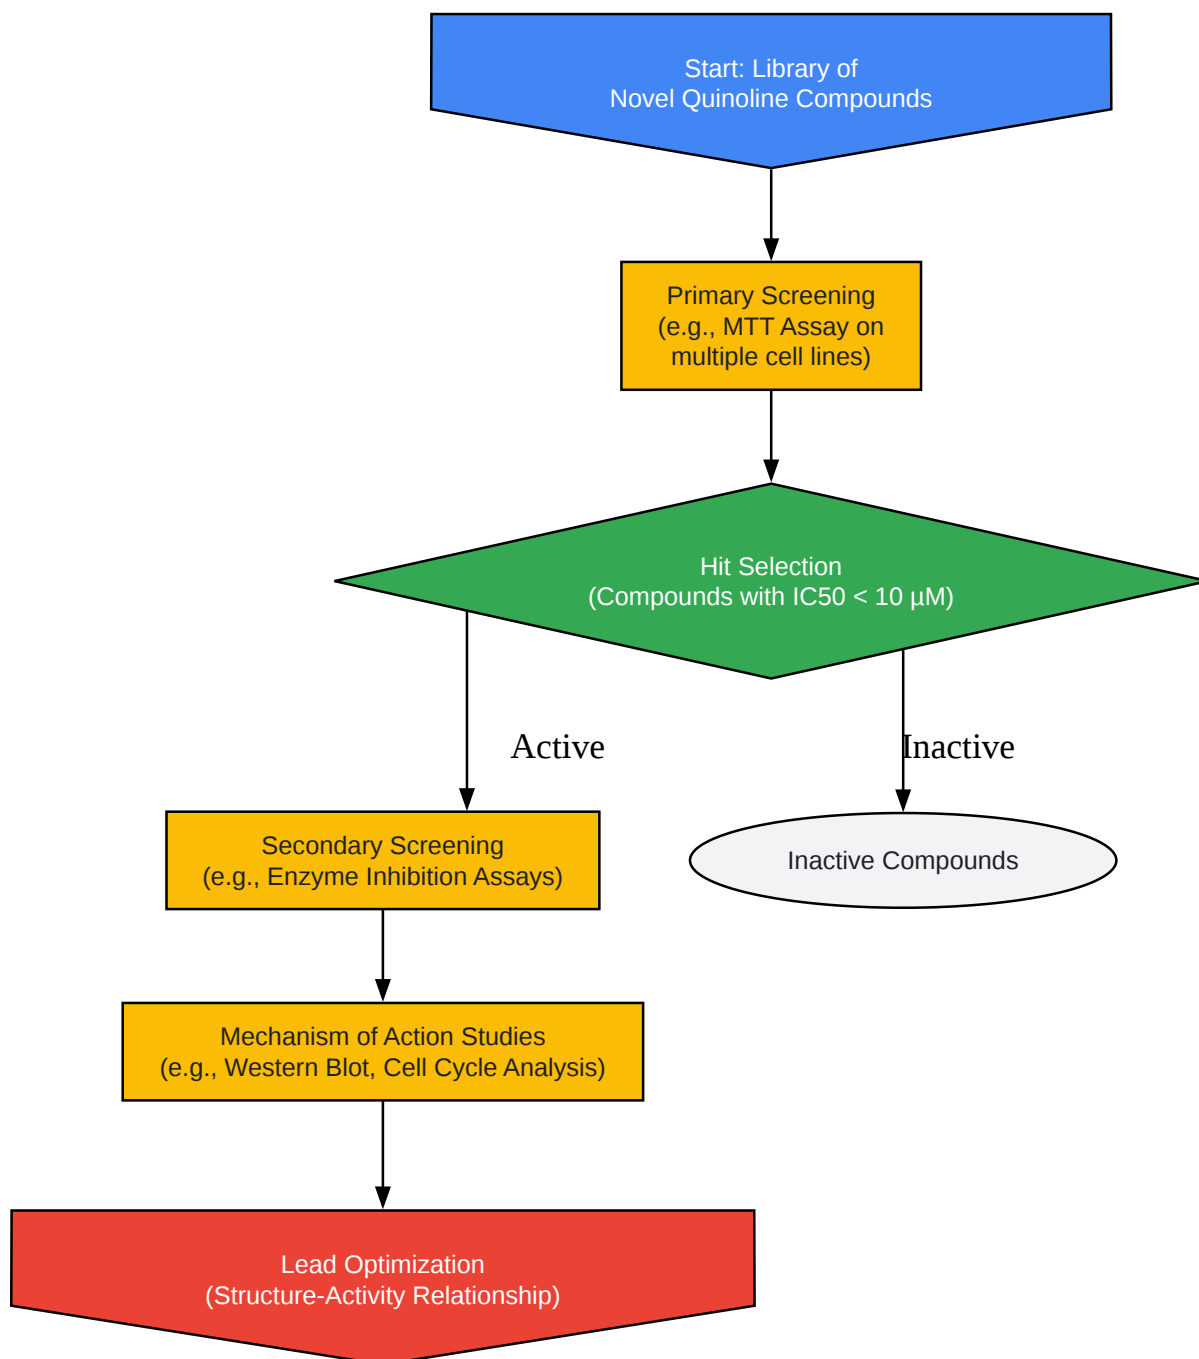 Start: Library of
Novel Quinoline Compounds
Primary Screening
(e.g., MTT Assay on
multiple cell lines)
Hit Selection
(Compounds with IC50 < 10 µM)
Active
Inactive
Secondary Screening
(e.g., Enzyme Inhibition Assays)
Inactive Compounds
Mechanism of Action Studies
(e.g., Western Blot, Cell Cycle Analysis)
Lead Optimization
(Structure-Activity Relationship)